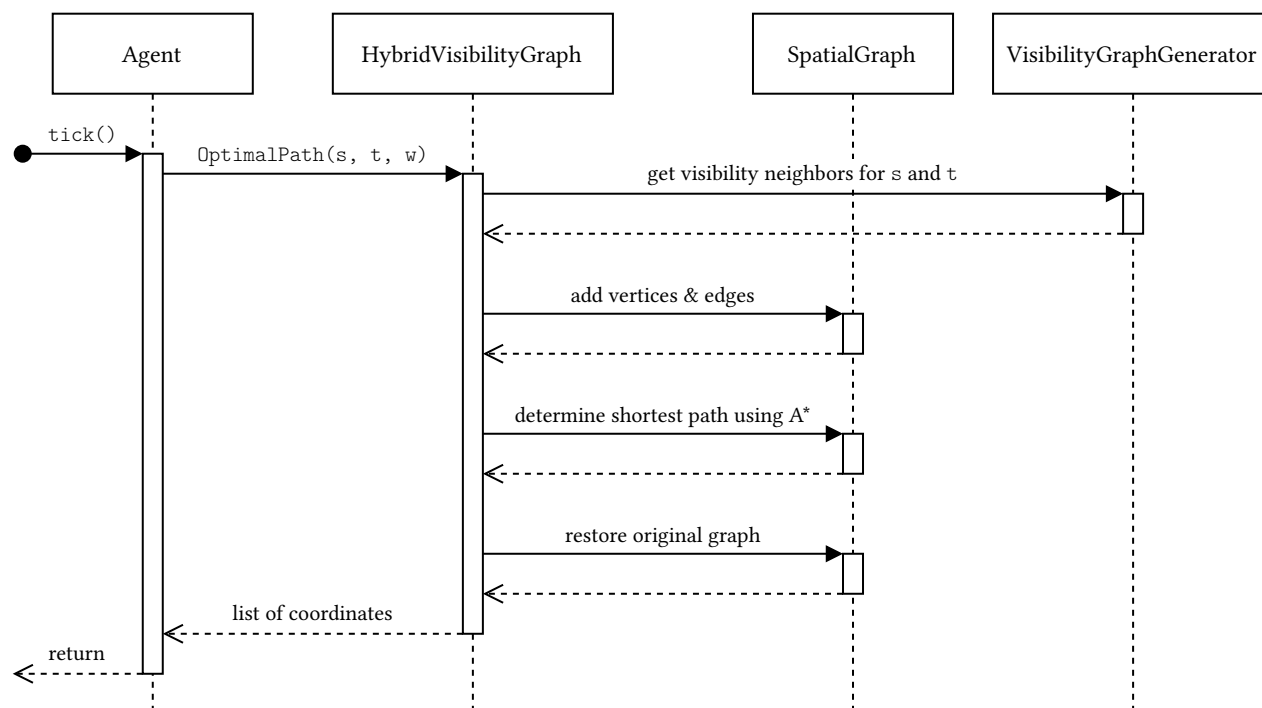 Agent
HybridVisibilityGraph
SpatialGraph
VisibilityGraphGenerator
tick()
OptimalPath(s, t, w)
get visibility neighbors for s and t
add vertices & edges
determine shortest path using A*
restore original graph
list of coordinates
return